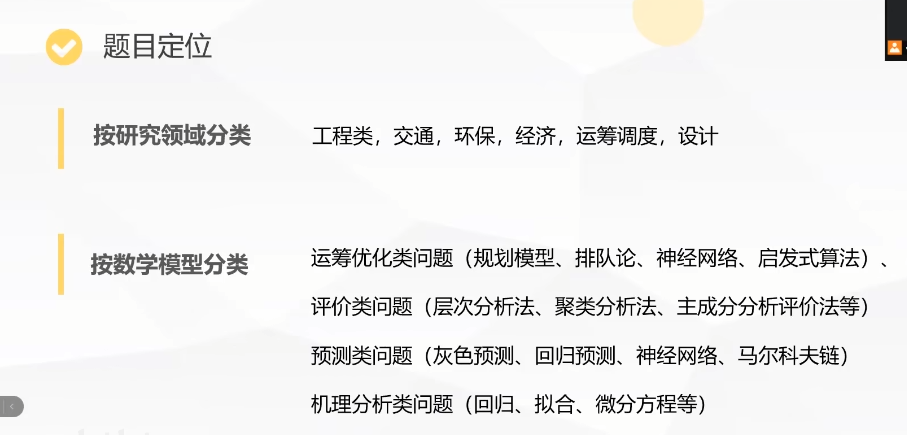 题目定位
按研究领域分类
工程类，交通，环保，经济，运筹调度，设计
按数学模型分类
运筹优化类问题（规划模型、排队论、神经网络、启发式算法）、
评价类问题（层次分析法、聚类分析法、主成分分析评价法等）
预测类问题（灰色预测、回归预测、神经网络、马尔科夫链）
机理分析类问题（回归、拟合、微分方程等）